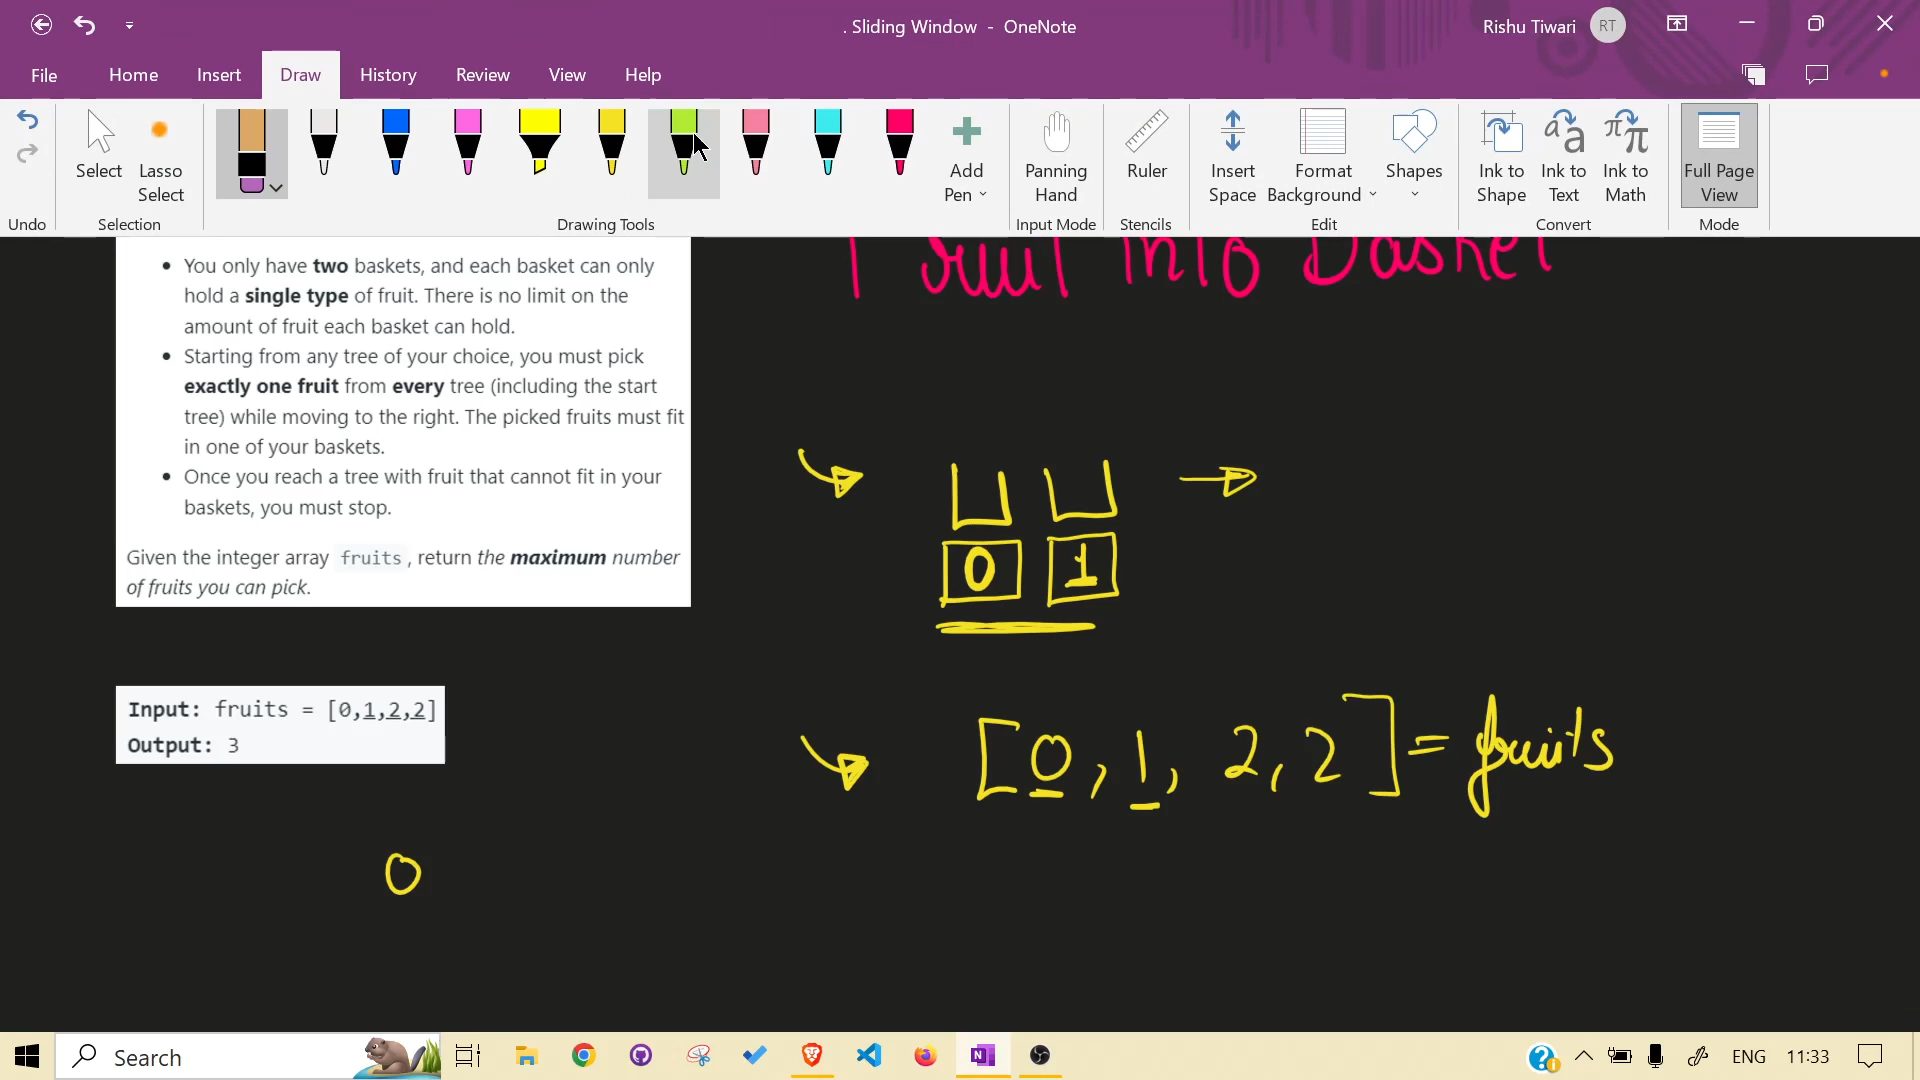 . Sliding Window - OneNote
Rishu Tiwari RT
File Home Insert Draw History Review View Help
Select
Lasso Select
Add Pen
Panning Hand
Ruler
Insert Space
Format Background
Shapes
Ink to Shape
Ink to Text
Ink to Math
Full Page View
Undo Selection Drawing Tools Input Mode Stencils Edit Convert Mode
Fruit into Basket
• You only have two baskets, and each basket can only
hold a single type of fruit. There is no limit on the
amount of fruit each basket can hold.
• Starting from any tree of your choice, you must pick
exactly one fruit from every tree (including the start
tree) while moving to the right. The picked fruits must fit
in one of your baskets.
• Once you reach a tree with fruit that cannot fit in your
baskets, you must stop.
Given the integer array fruits, return the maximum number
of fruits you can pick.
0 1
Input: fruits = [0,1,2,2]
Output: 3
[0, 1, 2, 2] = fruits
0
Search
ENG 11:33